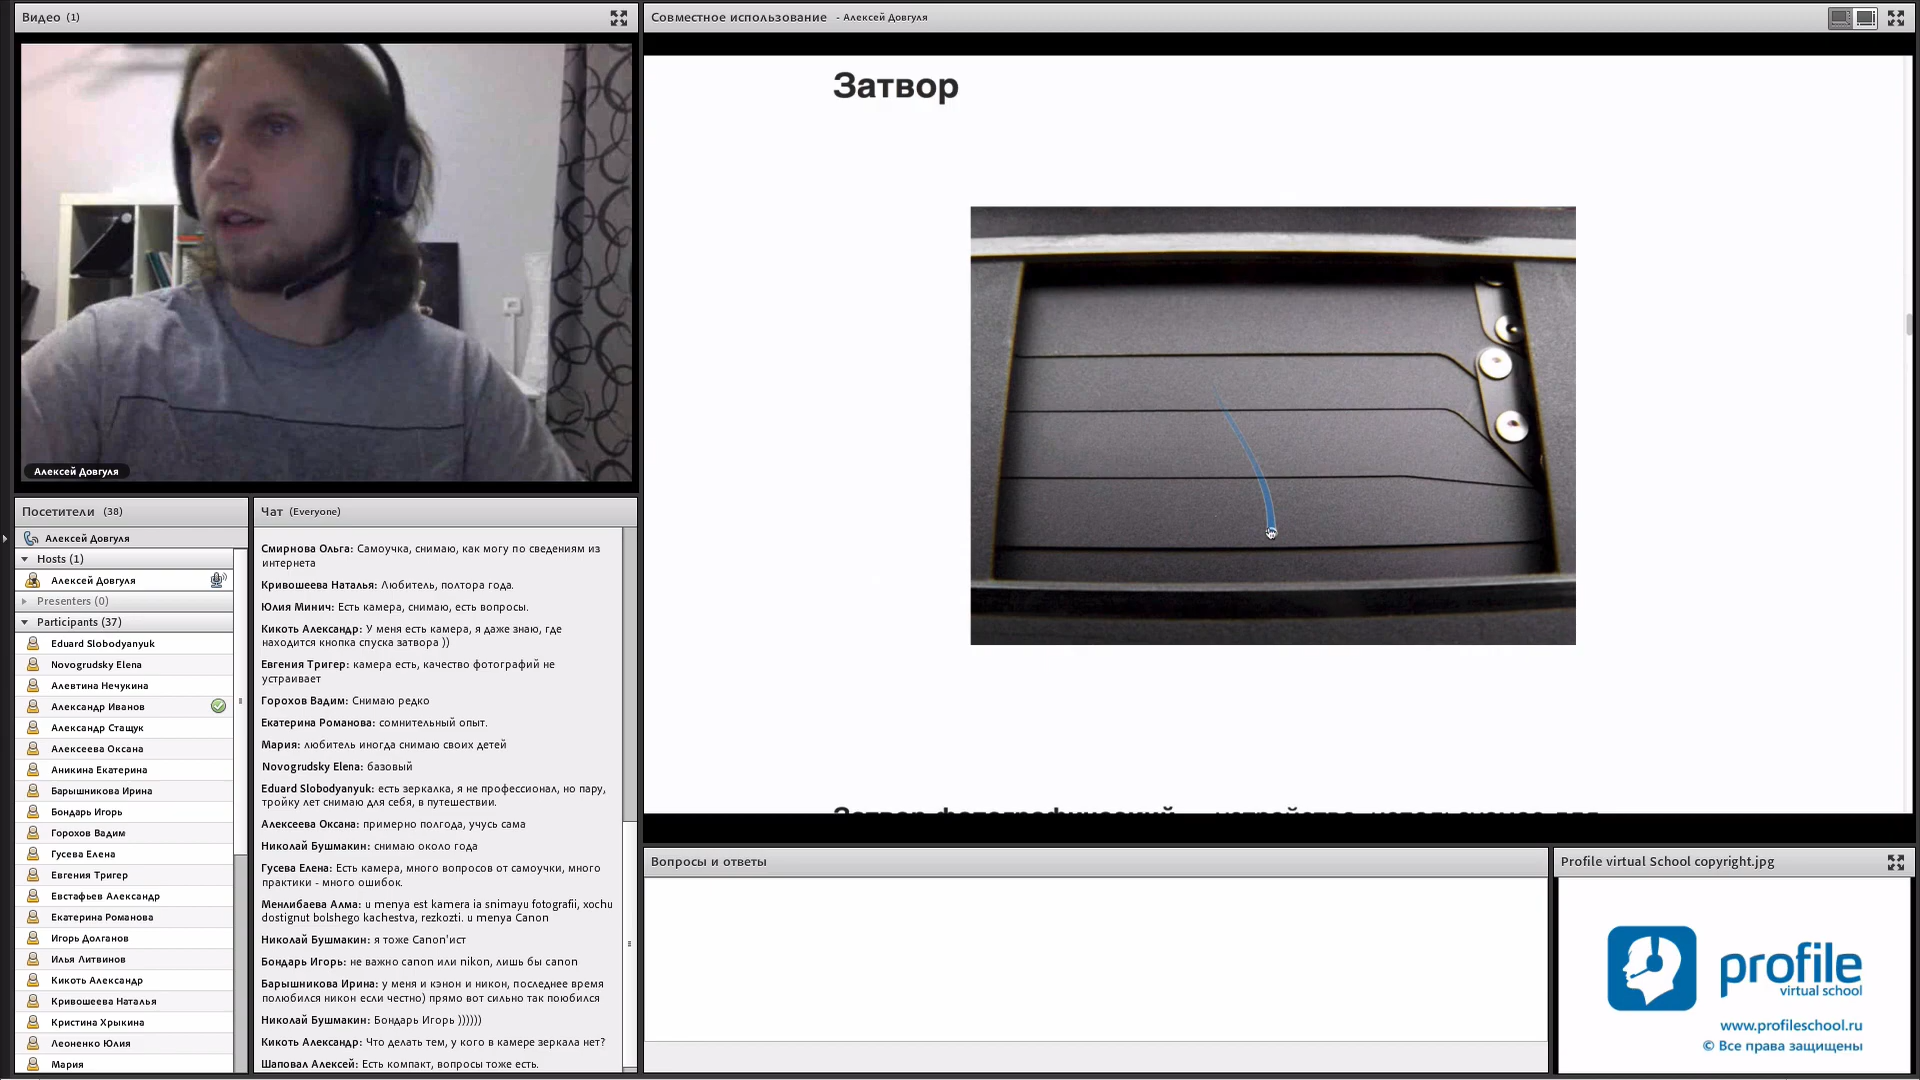 Видео (1)
Алексей Довгуля
Посетители (38)
Алексей Довгуля
Hosts (1)
Алексей Довгуля
Presenters (0)
Participants (37)
Eduard Slobodyanyuk
Novogrudsky Elena
Алевтина Нечукина
Александр Иванов
Александр Стащук
Алексеева Оксана
Аникина Екатерина
Барышникова Ирина
Бондарь Игорь
Горохов Вадим
Гусева Елена
Евгения Тригер
Евстафьев Александр
Екатерина Романова
Игорь Долганов
Илья Литвинов
Кикоть Александр
Кривошеева Наталья
Кристина Хрыкина
Леоненко Юлия
Мария
Чат (Everyone)
Смирнова Ольга: Самоучка, снимаю, как могу по сведениям из
интернета
Кривошеева Наталья: Любитель, полтора года.
Юлия Минич: Есть камера, снимаю, есть вопросы.
Кикоть Александр: У меня есть камера, я даже знаю, где
находится кнопка спуска затвора ))
Евгения Тригер: камера есть, качество фотографий не
устраивает
Горохов Вадим: Снимаю редко
Екатерина Романова: сомнительный опыт.
Мария: любитель иногда снимаю своих детей
Novogrudsky Elena: базовый
Eduard Slobodyanyuk: есть зеркалка, я не профессионал, но пару,
тройку лет снимаю для себя, в путешествии.
Алексеева Оксана: примерно полгода, учусь сама
Николай Бушмакин: снимаю около года
Гусева Елена: Есть камера, много вопросов от самоучки, много
практики - много ошибок.
Менлибаева Алма: u menya est kamera ia snimayu fotografii, xochu
dostignut bolshego kachestva, rezkozti. u menya Canon
Николай Бушмакин: я тоже Canon'ист
Бондарь Игорь: не важно canon или nikon, лишь бы canon
Барышникова Ирина: у меня и кэнон и никон, последнее время
полюбился никон если честно) прямо вот сильно так поюбился
Николай Бушмакин: Бондарь Игорь ))))))
Кикоть Александр: Что делать тем, у кого в камере зеркала нет?
Шаповал Алексей: Есть компакт, вопросы тоже есть.
Совместное использование - Алексей Довгуля
Затвор
Затвор фотографический — устройство, используемое для
Вопросы и ответы
Profile virtual School copyright.jpg
profile
virtual school
www.profileschool.ru
© Все права защищены